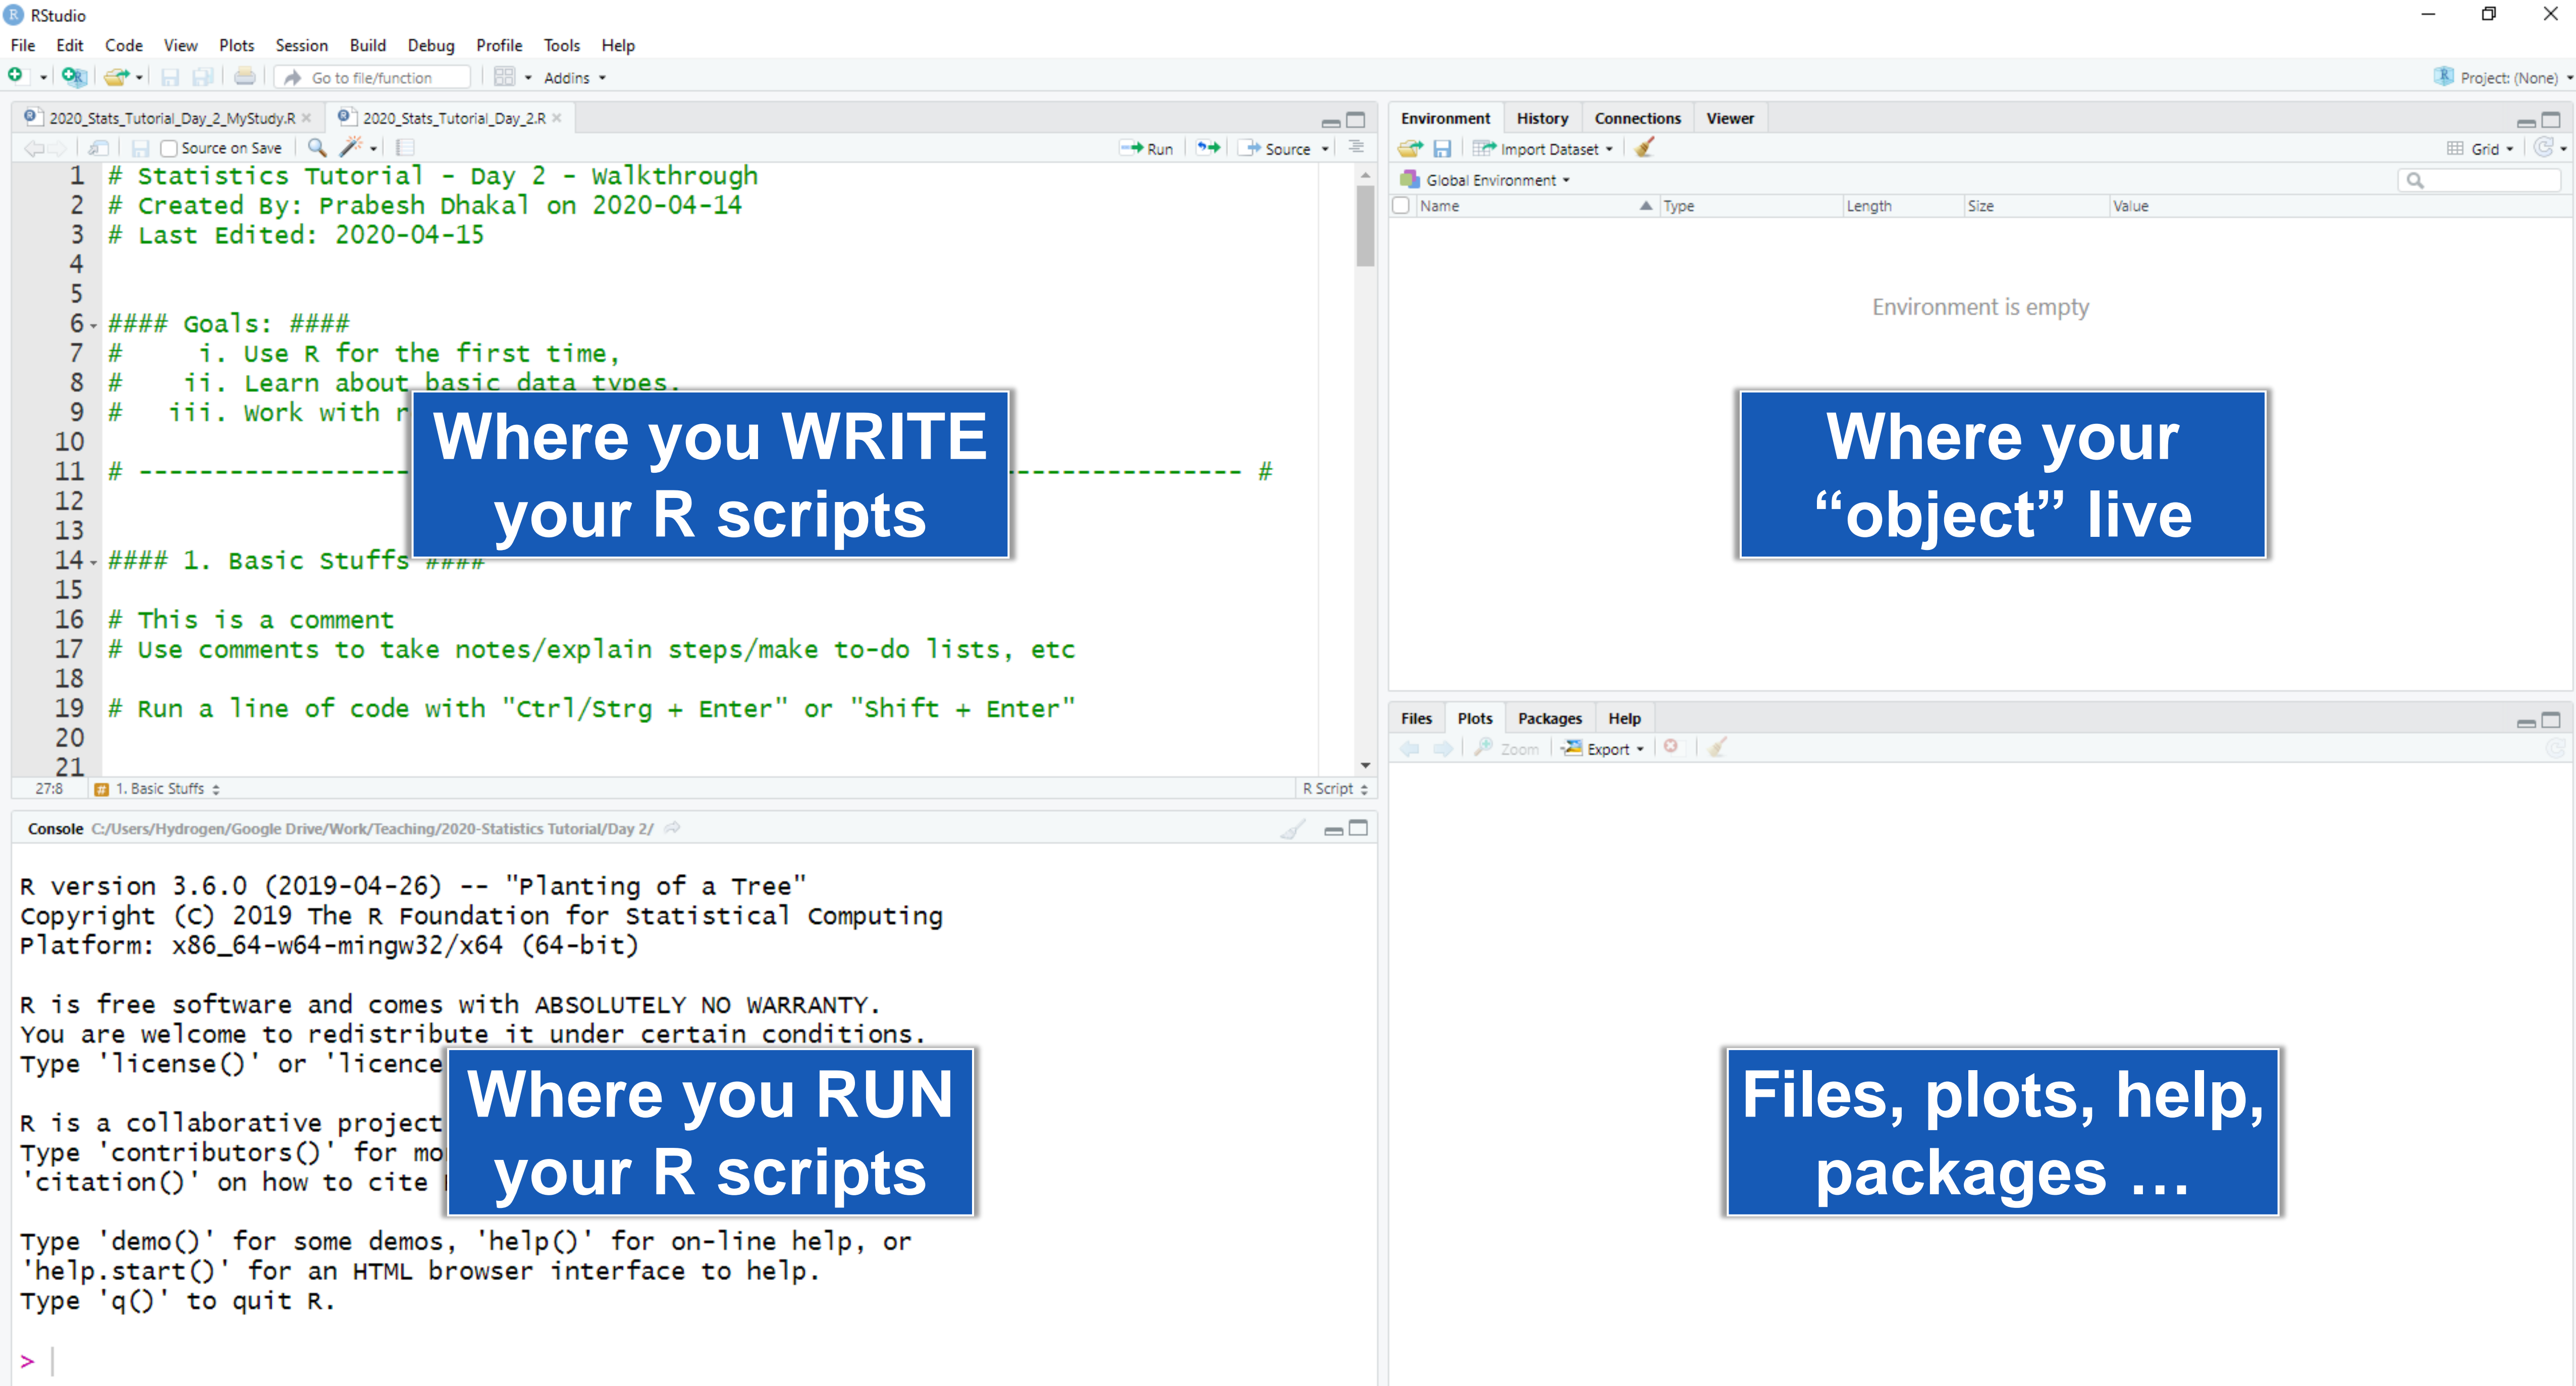 RStudio
File Edit Code View Plots Session Build Debug Profile Tools Help
Go to file/function Addins Project: (None)
2020_Stats_Tutorial_Day_2_MyStudy.R 2020_Stats_Tutorial_Day_2.R
Source on Save Run Source
1 # Statistics Tutorial - Day 2 - Walkthrough
2 # Created By: Prabesh Dhakal on 2020-04-14
3 # Last Edited: 2020-04-15
4
5
6 #### Goals: ####
7 # i. Use R for the first time,
8 # ii. Learn about basic data types,
9 # iii. Work with
10
11 # ---------------------------------- #
12
13
14 #### 1. Basic Stuffs ####
15
16 # This is a comment
17 # Use comments to take notes/explain steps/make to-do lists, etc
18
19 # Run a line of code with "Ctrl/Strg + Enter" or "Shift + Enter"
20
21
Where you WRITE
your R scripts
27:8 # 1. Basic Stuffs R Script
Console C:/Users/Hydrogen/Google Drive/Work/Teaching/2020-Statistics Tutorial/Day 2/
R version 3.6.0 (2019-04-26) -- "Planting of a Tree"
Copyright (C) 2019 The R Foundation for Statistical Computing
Platform: x86_64-w64-mingw32/x64 (64-bit)
R is free software and comes with ABSOLUTELY NO WARRANTY.
You are welcome to redistribute it under certain conditions.
Type 'license()' or 'licence
R is a collaborative project
Type 'contributors()' for
'citation()' on how to cite
Type 'demo()' for some demos, 'help()' for on-line help, or
'help.start()' for an HTML browser interface to help.
Type 'q()' to quit R.
>
Where you RUN
your R scripts
Environment History Connections Viewer
Import Dataset Grid
Global Environment
Name Type Length Size Value
Environment is empty
Where your
“object” live
Files Plots Packages Help
Zoom Export
Files, plots, help,
packages …